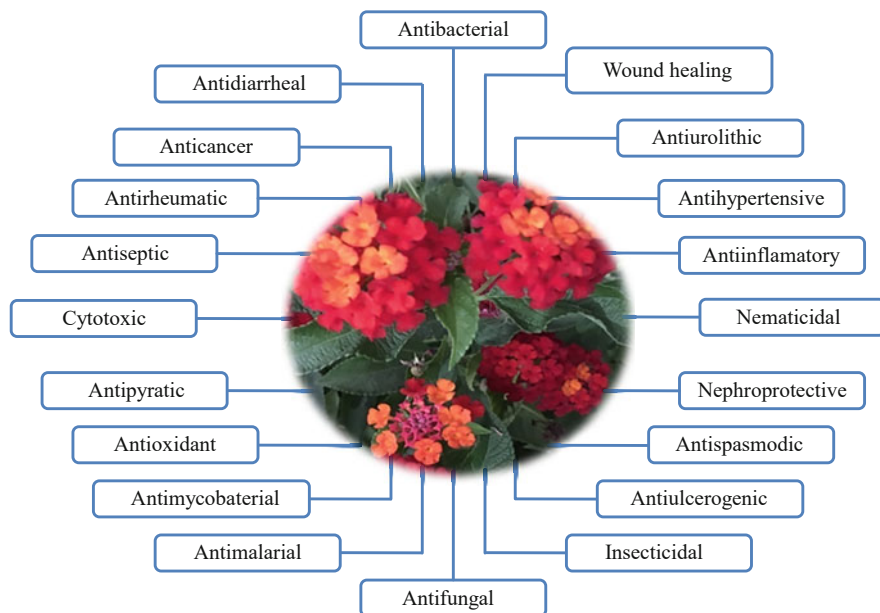 Antibacterial
Wound healing
Antidiarrheal
Antiurolithic
Anticancer
Antirheumatic
Antihypertensive
Antiseptic
Antiinflamatory
Cytotoxic
Nematicidal
Antipyratic
Nephroprotective
Antioxidant
Antispasmodic
Antimycobaterial
Antiulcerogenic
Antimalarial
Insecticidal
Antifungal